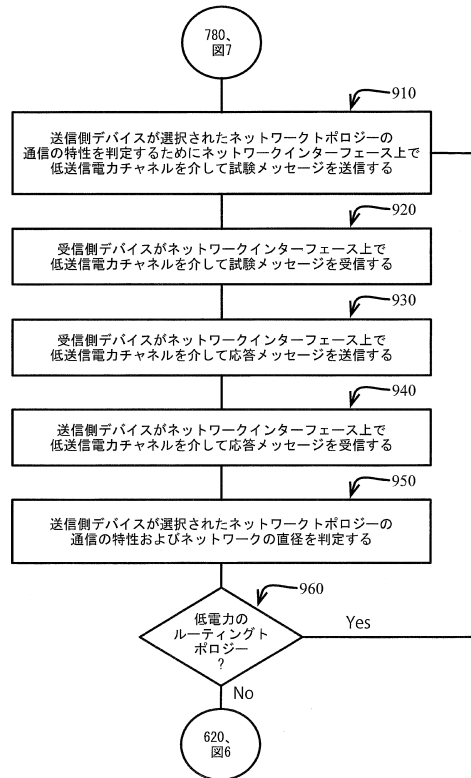 780、
図7
910
送信側デバイスが選択されたネットワークトポロジーの
通信の特性を判定するためにネットワークインターフェース上で
低送信電力チャネルを介して試験メッセージを送信する
920
受信側デバイスがネットワークインターフェース上で
低送信電力チャネルを介して試験メッセージを受信する
930
受信側デバイスがネットワークインターフェース上で
低送信電力チャネルを介して応答メッセージを送信する
940
送信側デバイスがネットワークインターフェース上で
低送信電力チャネルを介して応答メッセージを受信する
950
送信側デバイスが選択されたネットワークトポロジーの
通信の特性およびネットワークの直径を判定する
960
低電力の
ルーティングト
ポロジー
?
Yes
No
620、
図6